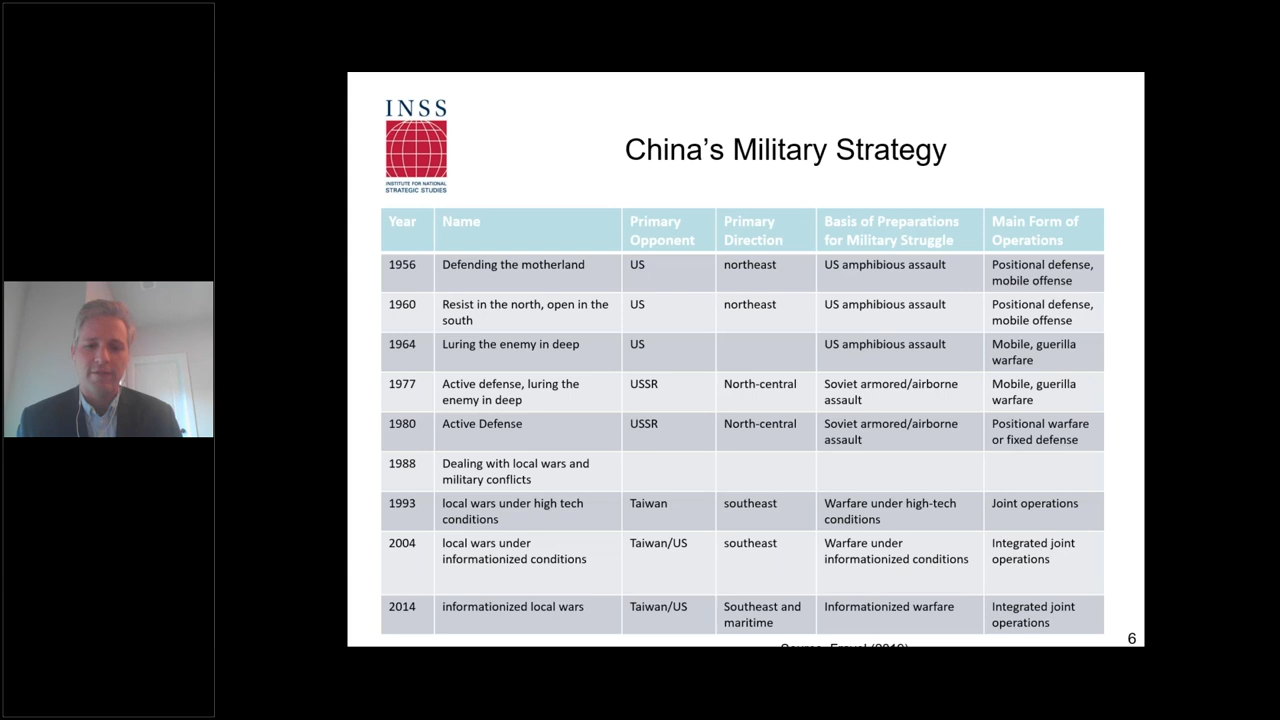 INSS
INSTITUTE FOR NATIONAL
STRATEGIC STUDIES
China's Military Strategy
Year Name Primary Opponent Primary Direction Basis of Preparations for Military Struggle Main Form of Operations
1956 Defending the motherland US northeast US amphibious assault Positional defense, mobile offense
1960 Resist in the north, open in the south US northeast US amphibious assault Positional defense, mobile offense
1964 Luring the enemy in deep US US amphibious assault Mobile, guerilla warfare
1977 Active defense, luring the enemy in deep USSR North-central Soviet armored/airborne assault Mobile, guerilla warfare
1980 Active Defense USSR North-central Soviet armored/airborne assault Positional warfare or fixed defense
1988 Dealing with local wars and military conflicts
1993 local wars under high tech conditions Taiwan southeast Warfare under high-tech conditions Joint operations
2004 local wars under informationized conditions Taiwan/US southeast Warfare under informationized conditions Integrated joint operations
2014 informationized local wars Taiwan/US Southeast and maritime Informationized warfare Integrated joint operations
6